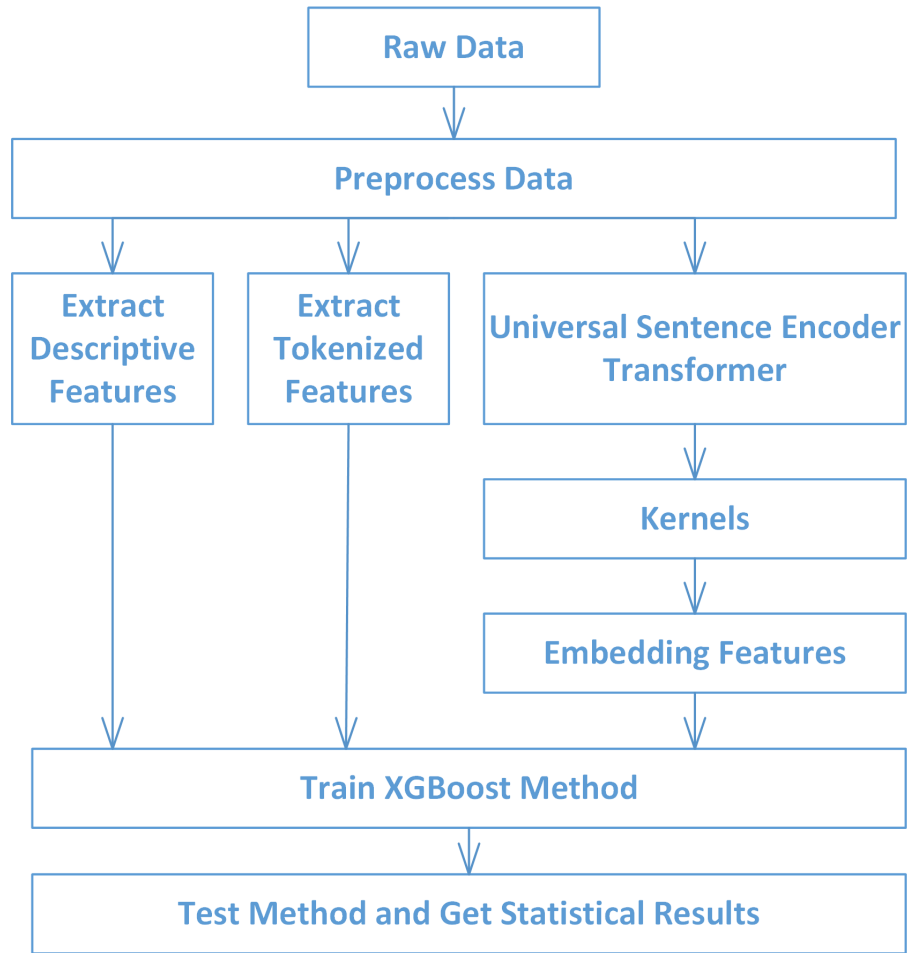 Raw Data
Preprocess Data
Extract
Descriptive
Features
Extract
Tokenized
Features
Universal Sentence Encoder
Transformer
Kernels
Embedding Features
Train XGBoost Method
Test Method and Get Statistical Results